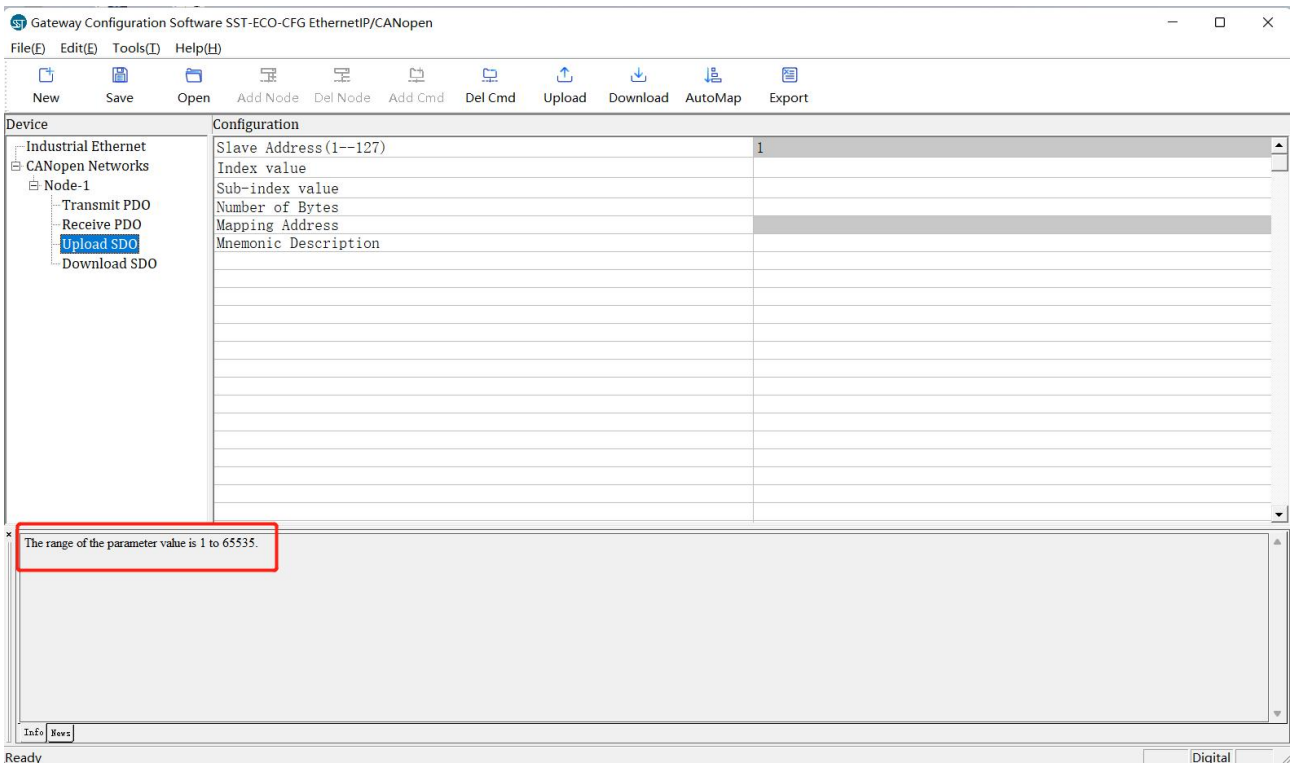 SST Gateway Configuration Software SST-ECO-CFG EthernetIP/CANopen
File(F) Edit(E) Tools(T) Help(H)
New Save Open Add Node Del Node Add Cmd Del Cmd Upload Download AutoMap Export
Device Configuration
Industrial Ethernet
CANopen Networks
Node-1
Transmit PDO
Receive PDO
Upload SDO
Download SDO
Slave Address(1--127) 1
Index value
Sub-index value
Number of Bytes
Mapping Address
Mnemonic Description
The range of the parameter value is 1 to 65535.
Info News
Ready Digital